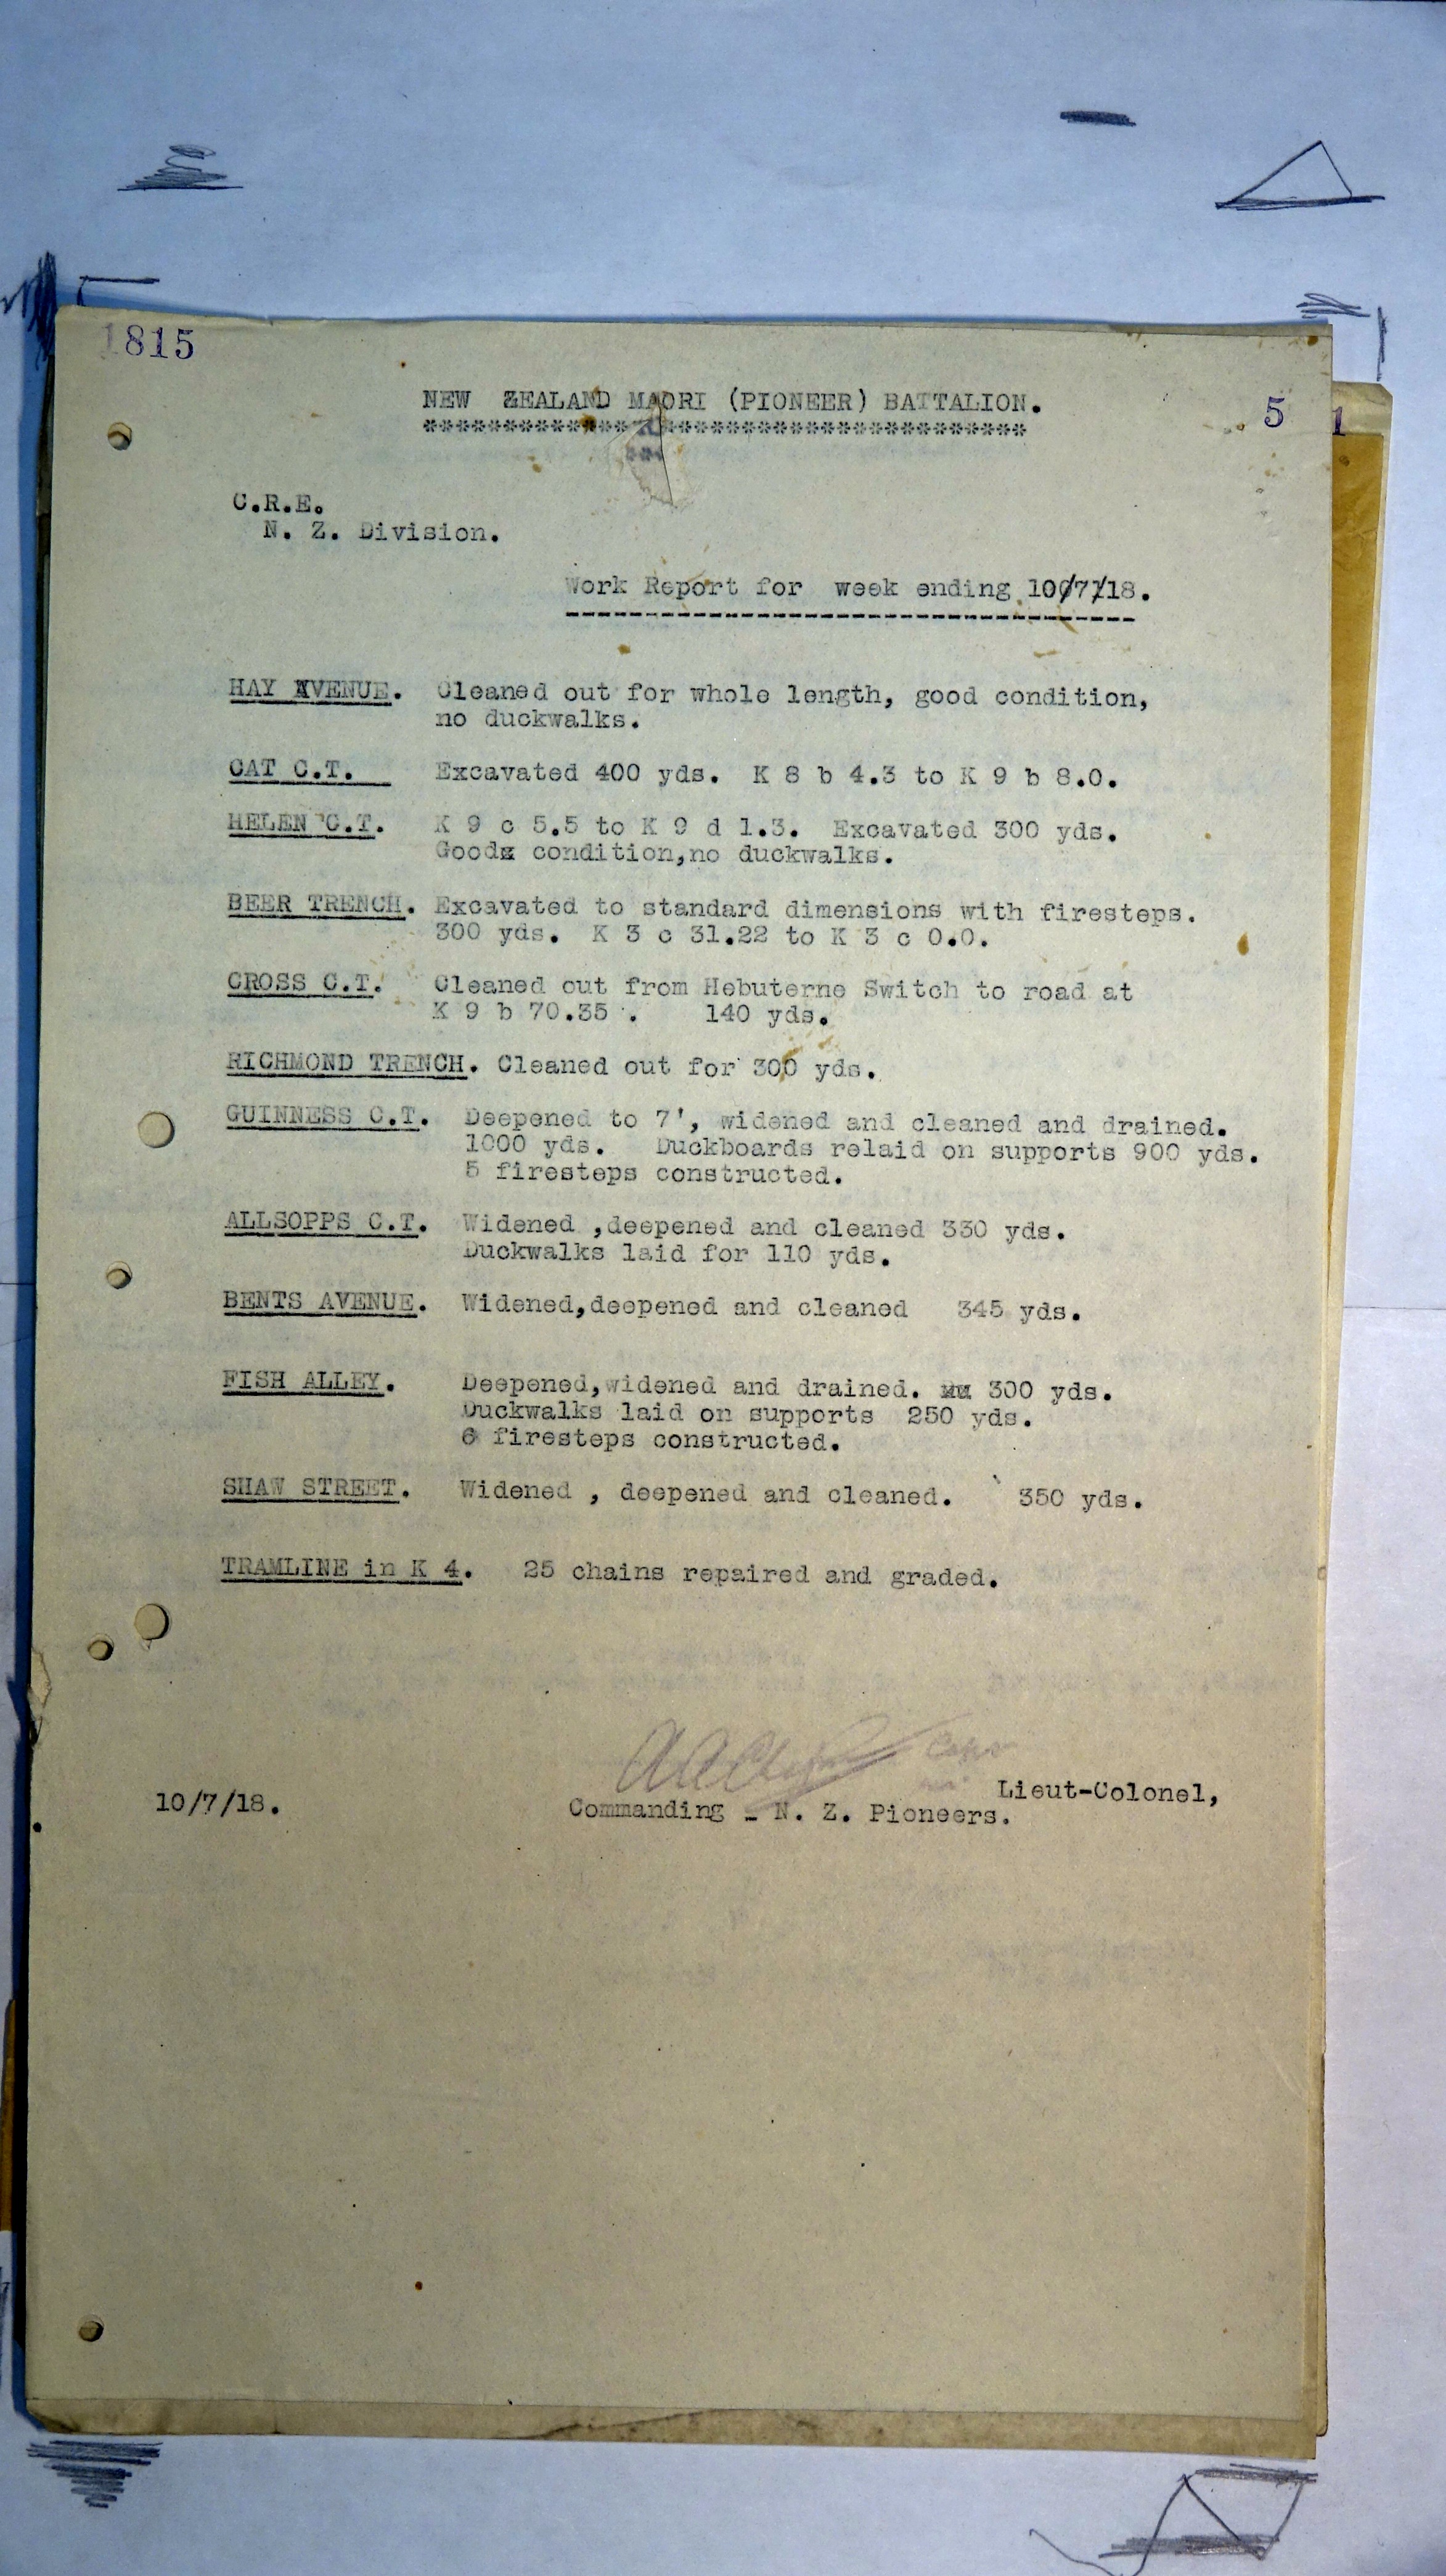 1815
NEW ZEALAND MAORI (PIONEER) BATTALION.
5
1
**************************************
C.R.E.
N. Z. Division.
Work Report for week ending 10/7/18.
HAY AVENUE. Cleaned out for whole length, good condition,
no duckwalks.
CAT C.T. Excavated 400 yds. K 8 b 4.3 to K 9 b 8.0.
HELEN C.T. K 9 c 5.5 to K 9 d 1.3. Excavated 300 yds.
Good condition,no duckwalks.
BEER TRENCH. Excavated to standard dimensions with firesteps.
300 yds. K 3 c 31.22 to K 3 c 0.0.
CROSS C.T. Cleaned out from Hebuterne Switch to road at
K 9 b 70.35 . 140 yds.
RICHMOND TRENCH. Cleaned out for 300 yds.
GUINNESS C.T. Deepened to 7', widened and cleaned and drained.
1000 yds. Duckboards relaid on supports 900 yds.
5 firesteps constructed.
ALLSOPPS C.T. Widened ,deepened and cleaned 330 yds.
Duckwalks laid for 110 yds.
BENTS AVENUE. Widened,deepened and cleaned 345 yds.
FISH ALLEY. Deepened,widened and drained. 300 yds.
Duckwalks laid on supports 250 yds.
6 firesteps constructed.
SHAW STREET. Widened , deepened and cleaned. 350 yds.
TRAMLINE in K 4. 25 chains repaired and graded.
Lieut-Colonel,
10/7/18. Commanding - N. Z. Pioneers.